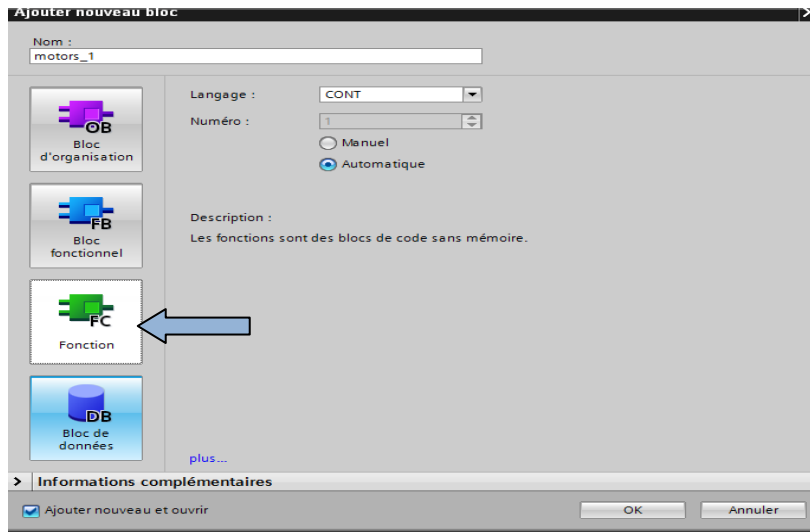 Ajouter nouveau bloc
Nom :
motors_1
OB
Bloc
d'organisation
FB
Bloc
fonctionnel
FC
Fonction
DB
Bloc de
données
Langage :
CONT
Numéro :
1
Manuel
Automatique
Description :
Les fonctions sont des blocs de code sans mémoire.
plus...
Informations complémentaires
Ajouter nouveau et ouvrir
OK
Annuler